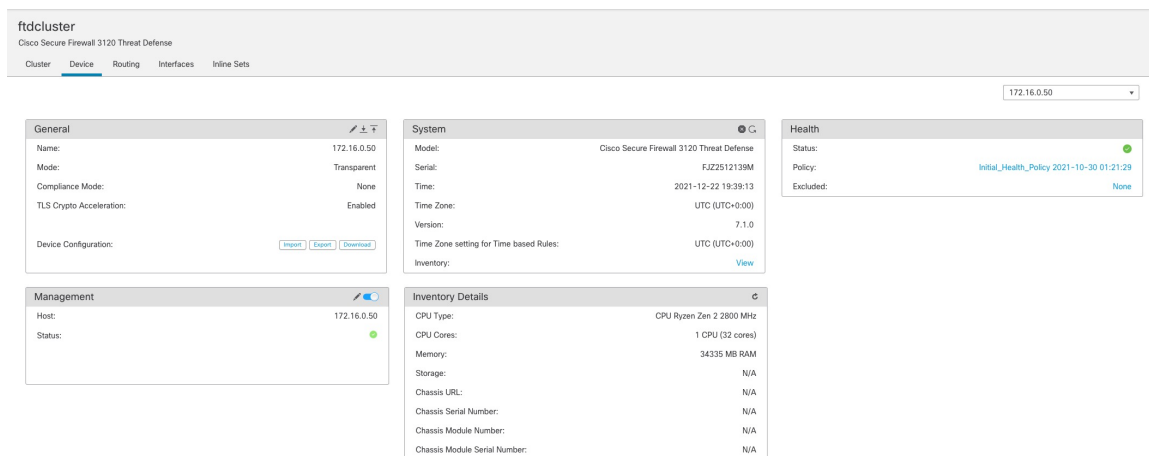 ftdcluster
Cisco Secure Firewall 3120 Threat Defense
Cluster Device Routing Interfaces Inline Sets
172.16.0.50
General
Name: 172.16.0.50
Mode: Transparent
Compliance Mode: None
TLS Crypto Acceleration: Enabled
Device Configuration: Import Export Download
System
Model: Cisco Secure Firewall 3120 Threat Defense
Serial: FJZ2512139M
Time: 2021-12-22 19:39:13
Time Zone: UTC (UTC+0:00)
Version: 7.1.0
Time Zone setting for Time based Rules: UTC (UTC+0:00)
Inventory: View
Health
Status:
Policy: Initial_Health_Policy 2021-10-30 01:21:29
Excluded: None
Management
Host: 172.16.0.50
Status:
Inventory Details
CPU Type: CPU Ryzen Zen 2 2800 MHz
CPU Cores: 1 CPU (32 cores)
Memory: 34335 MB RAM
Storage: N/A
Chassis URL: N/A
Chassis Serial Number: N/A
Chassis Module Number: N/A
Chassis Module Serial Number: N/A